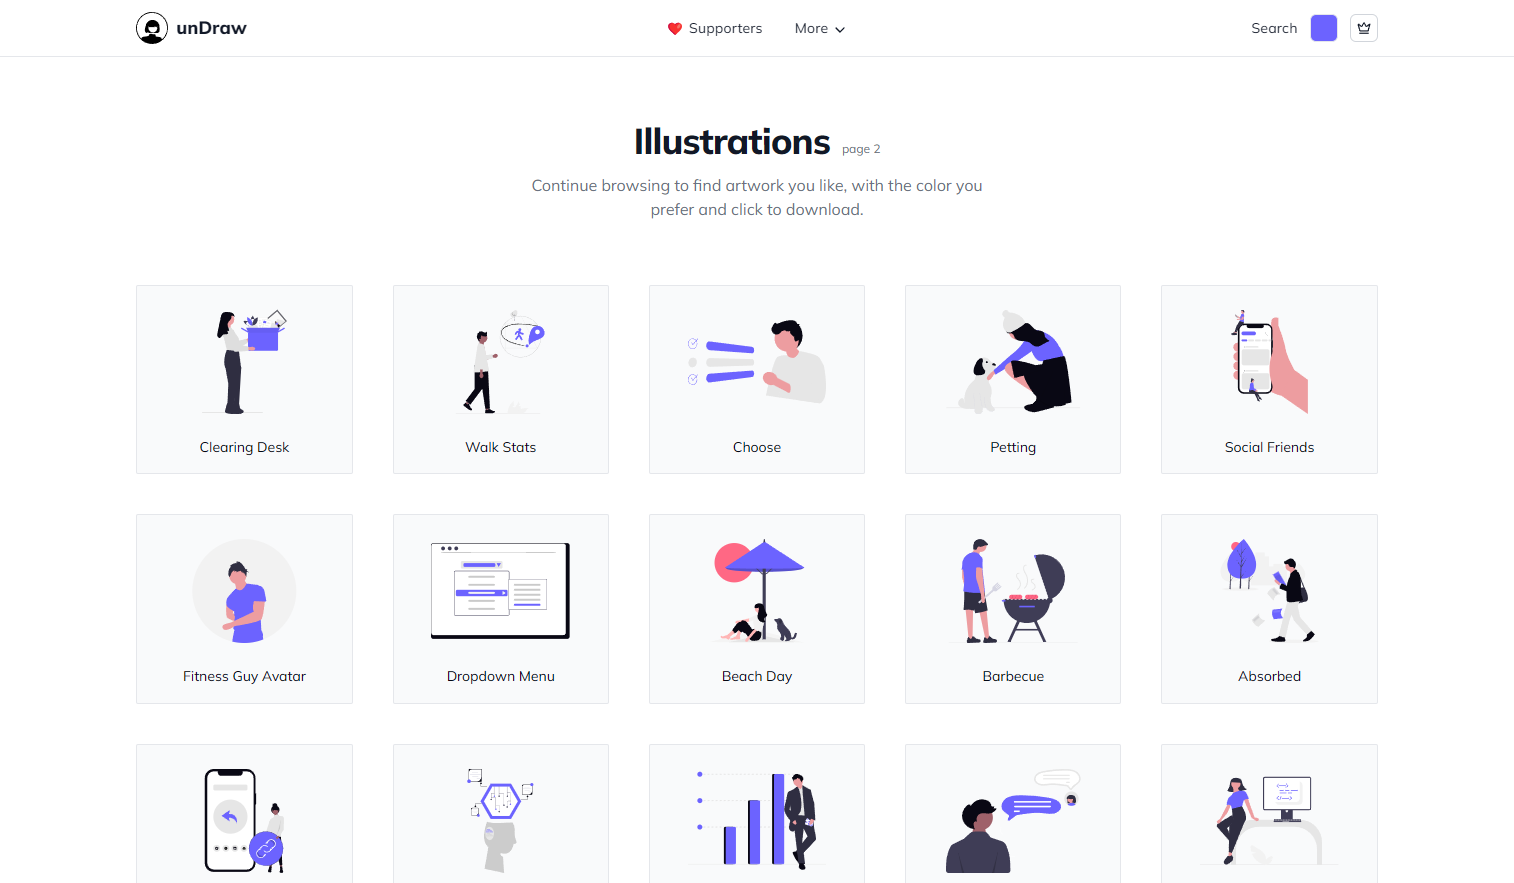 unDraw
Supporters
More
Search
Illustrations page 2
Continue browsing to find artwork you like, with the color you
prefer and click to download.
Clearing Desk
Walk Stats
Choose
Petting
Social Friends
Fitness Guy Avatar
Dropdown Menu
Beach Day
Barbecue
Absorbed